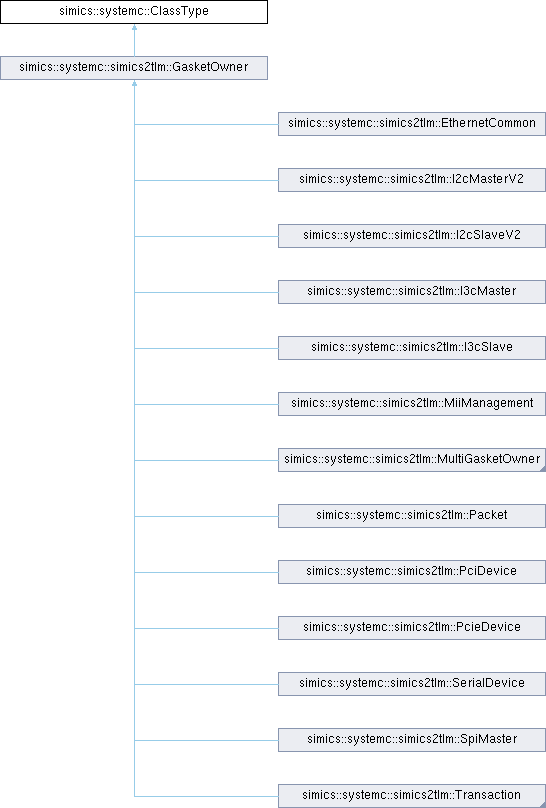 simics::systemc::ClassType
simics::systemc::simics2tlm::GasketOwner
simics::systemc::simics2tlm::EthernetCommon
simics::systemc::simics2tlm::I2cMasterV2
simics::systemc::simics2tlm::I2cSlaveV2
simics::systemc::simics2tlm::I3cMaster
simics::systemc::simics2tlm::I3cSlave
simics::systemc::simics2tlm::MiiManagement
simics::systemc::simics2tlm::MultiGasketOwner
simics::systemc::simics2tlm::Packet
simics::systemc::simics2tlm::PciDevice
simics::systemc::simics2tlm::PcieDevice
simics::systemc::simics2tlm::SerialDevice
simics::systemc::simics2tlm::SpiMaster
simics::systemc::simics2tlm::Transaction